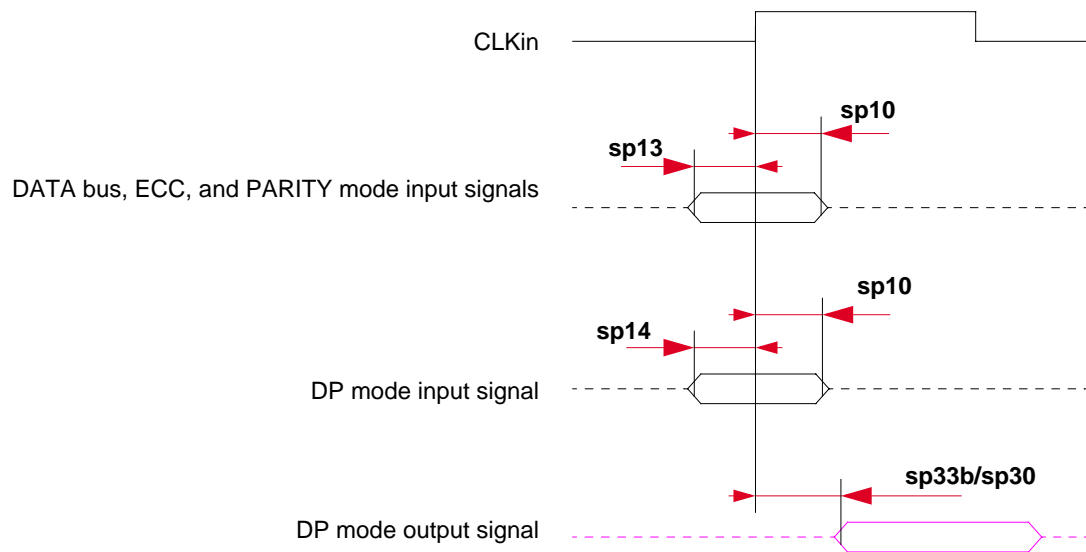 CLKin
sp10
sp13
DATA bus, ECC, and PARITY mode input signals
sp10
sp14
DP mode input signal
sp33b/sp30
DP mode output signal